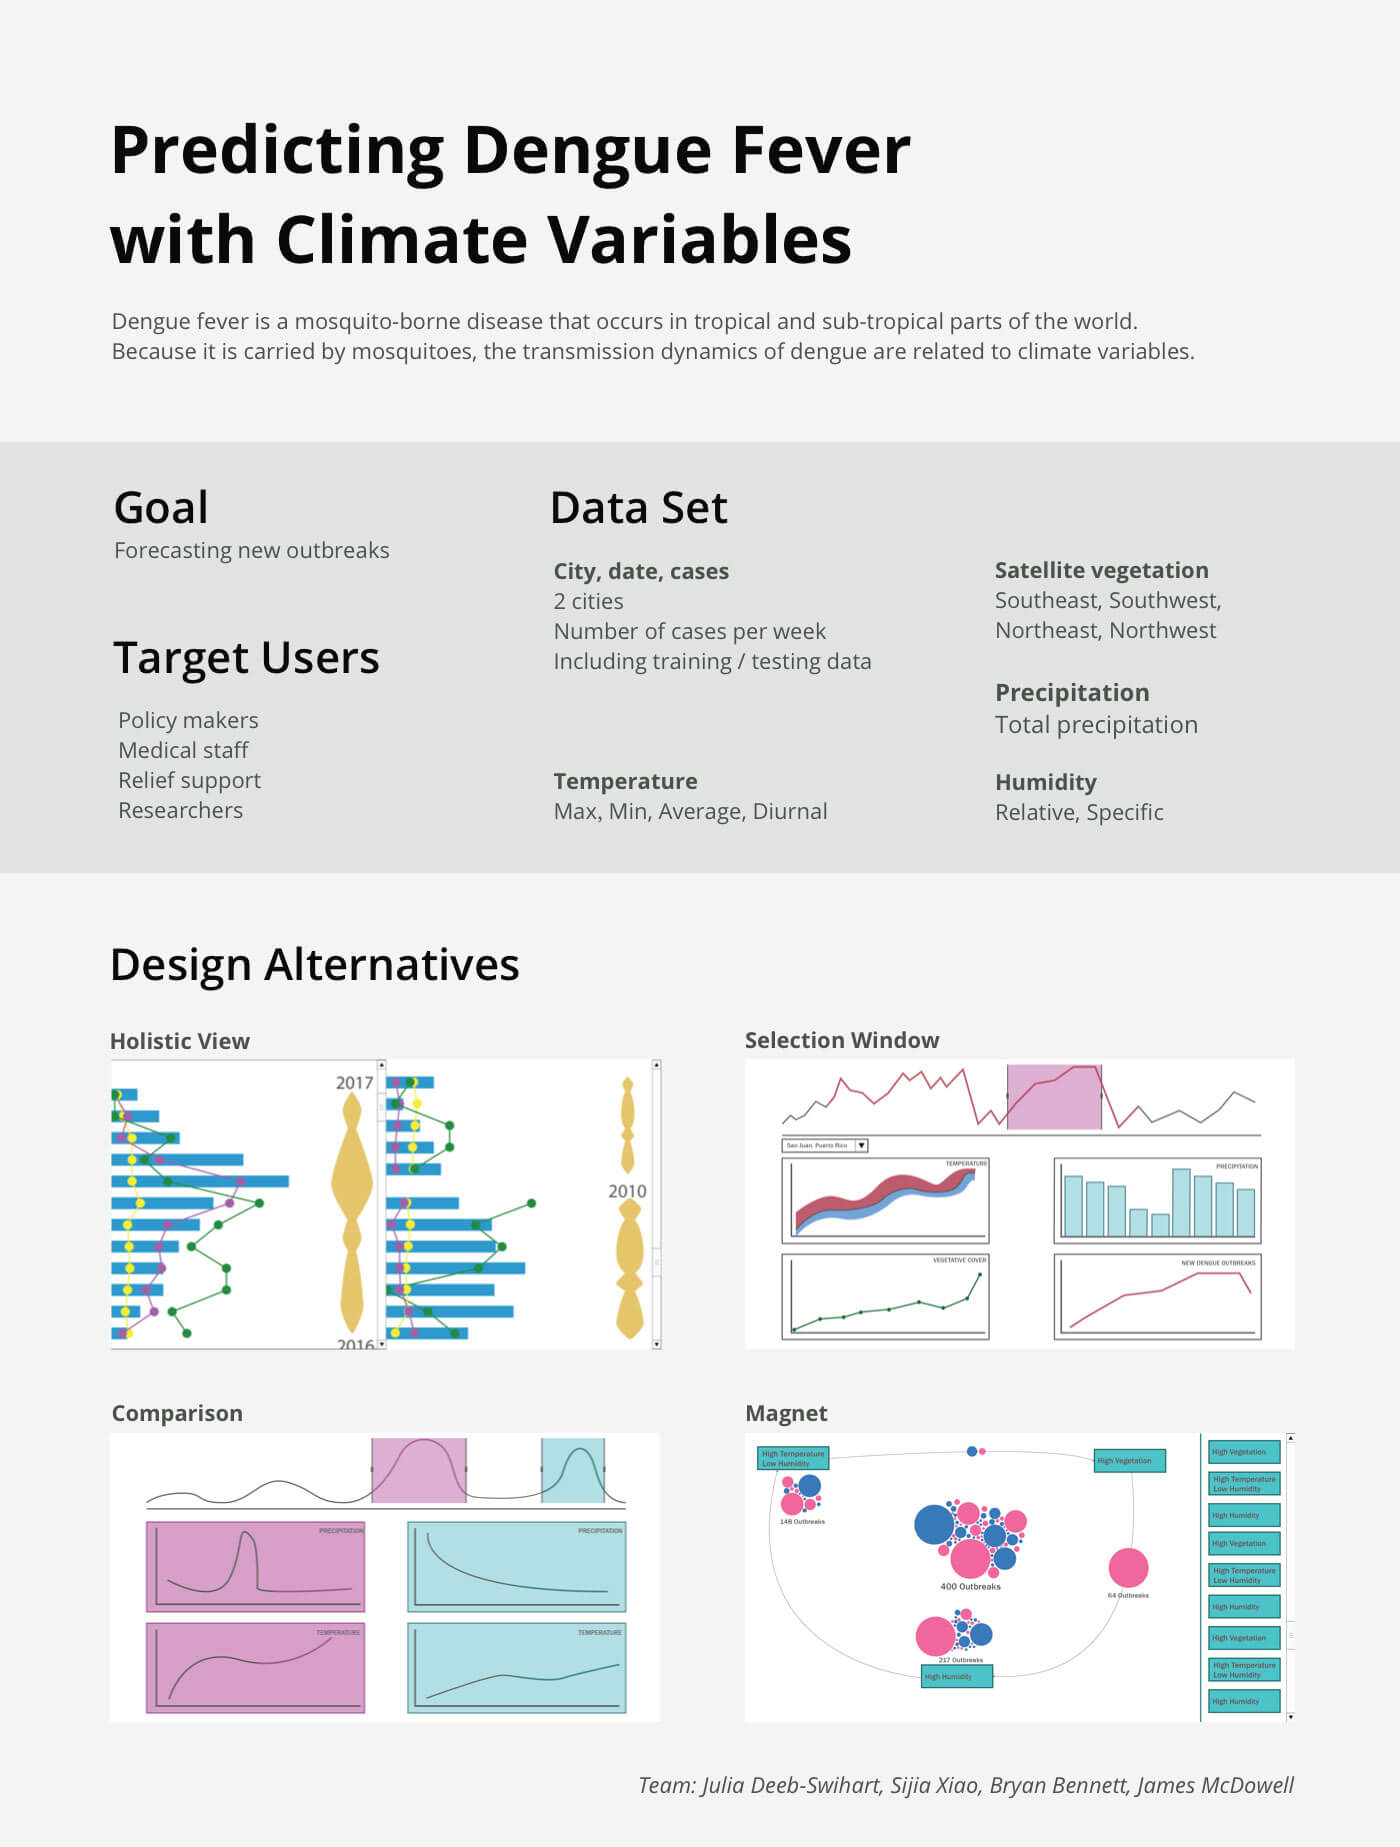 Predicting Dengue Fever
with Climate Variables
Dengue fever is a mosquito-borne disease that occurs in tropical and sub-tropical parts of the world.
Because it is carried by mosquitoes, the transmission dynamics of dengue are related to climate variables.
Goal
Forecasting new outbreaks
Target Users
Policy makers
Medical staff
Relief support
Researchers
Data Set
City, date, cases
2 cities
Number of cases per week
Including training / testing data
Temperature
Max, Min, Average, Diurnal
Satellite vegetation
Southeast, Southwest,
Northeast, Northwest
Precipitation
Total precipitation
Humidity
Relative, Specific
Design Alternatives
Holistic View
2017
2016
2010
Selection Window
San Juan, Puerto Rico
TEMPERATURE
PRECIPITATION
VEGETATIVE COVER
NEW DENGUE OUTBREAKS
Comparison
PRECIPITATION
PRECIPITATION
TEMPERATURE
TEMPERATURE
Magnet
High Temperature
Low Humidity
148 Outbreaks
High Vegetation
400 Outbreaks
64 Outbreaks
217 Outbreaks
High Humidity
High Vegetation
High Temperature
Low Humidity
High Humidity
High Vegetation
High Temperature
Low Humidity
High Humidity
High Vegetation
High Temperature
Low Humidity
High Humidity
Team: Julia Deeb-Swihart, Sijia Xiao, Bryan Bennett, James McDowell